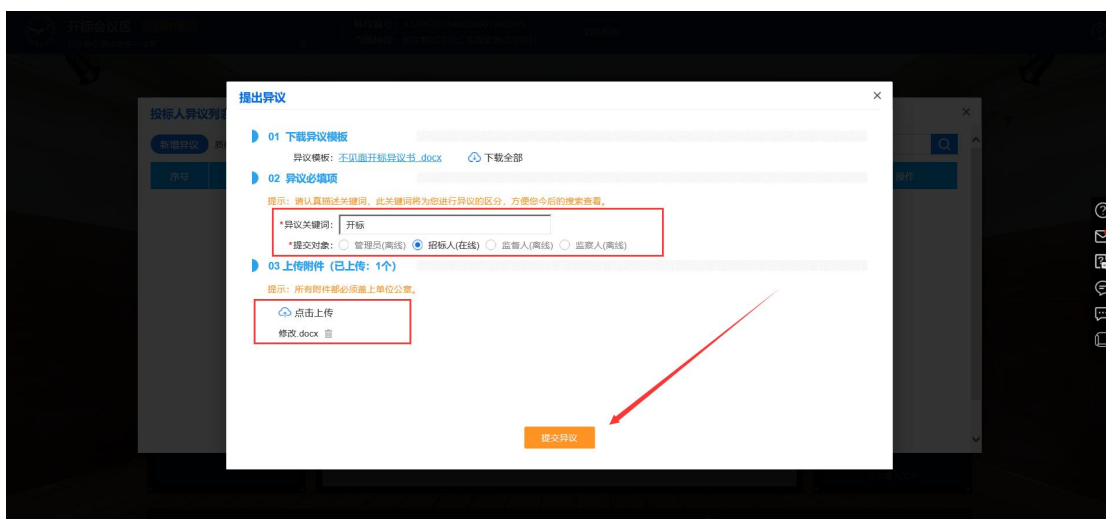 开标会议区
投标人异议列表
新增异议
序号
操作
提出异议
01 下载异议模板
异议模板：不见面开标异议书 .docx 下载全部
02 异议必填项
提示：请认真描述关键词，此关键词将为您进行异议的区分，方便您今后的搜索查看。
*异议关键词： 开标
*提交对象： 管理员(离线) 招标人(在线) 监督人(离线) 监察人(离线)
03 上传附件（已上传：1个）
提示：所有附件都必须盖上单位公章。
点击上传
修改.docx
提交异议